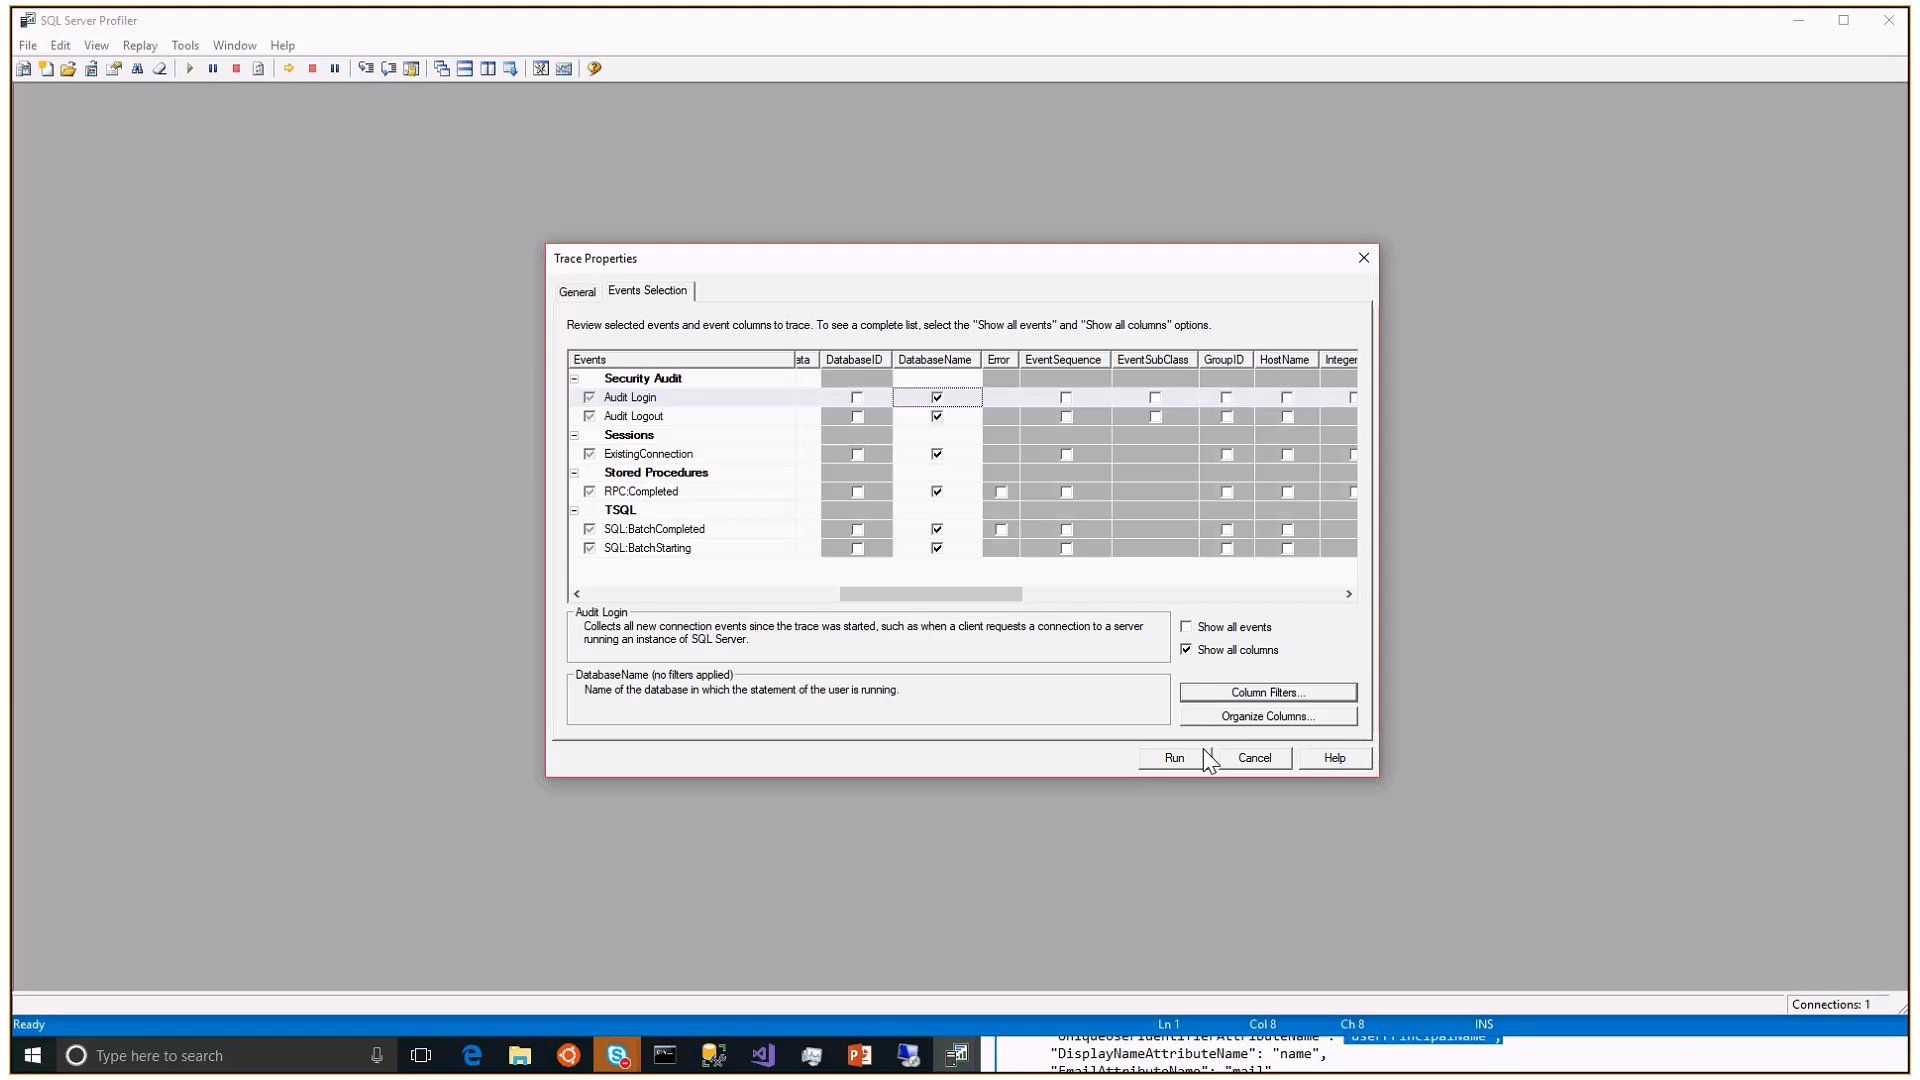 SQL Server Profiler
File Edit View Replay Tools Window Help
Trace Properties
General Events Selection
Review selected events and event columns to trace. To see a complete list, select the "Show all events" and "Show all columns" options.
Events ata DatabaseID DatabaseName Error EventSequence EventSubClass GroupID HostName Integer
Security Audit
Audit Login
Audit Logout
Sessions
ExistingConnection
Stored Procedures
RPC:Completed
TSQL
SQL:BatchCompleted
SQL:BatchStarting
Audit Login
Collects all new connection events since the trace was started, such as when a client requests a connection to a server
running an instance of SQL Server.
Show all events
Show all columns
DatabaseName (no filters applied)
Name of the database in which the statement of the user is running.
Column Filters...
Organize Columns...
Run Cancel Help
Connections: 1
Ready Ln 1 Col 8 Ch 8 INS
Type here to search
"UniqueUserIdentifierAttributeName": "userPrincipalName",
"DisplayNameAttributeName": "name",
"EmailAttributeName": "mail"